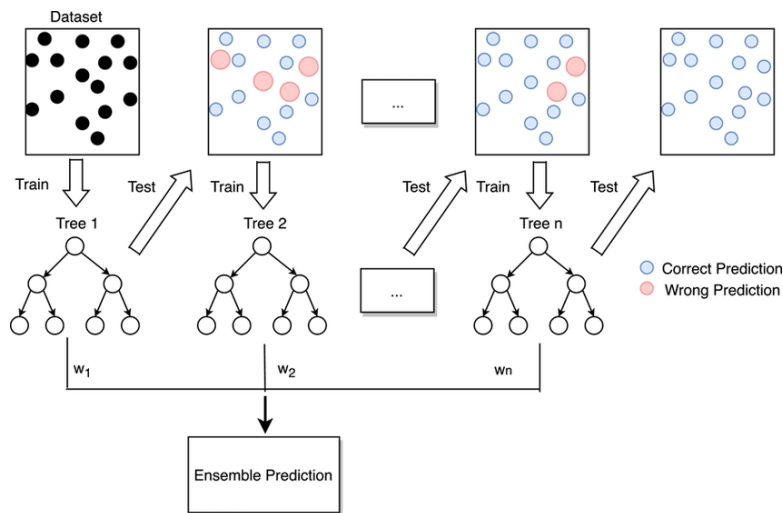 Dataset
...
Train
Test
Train
Test
Train
Test
Tree 1
Tree 2
Tree n
Correct Prediction
Wrong Prediction
...
w1
w2
wn
Ensemble Prediction